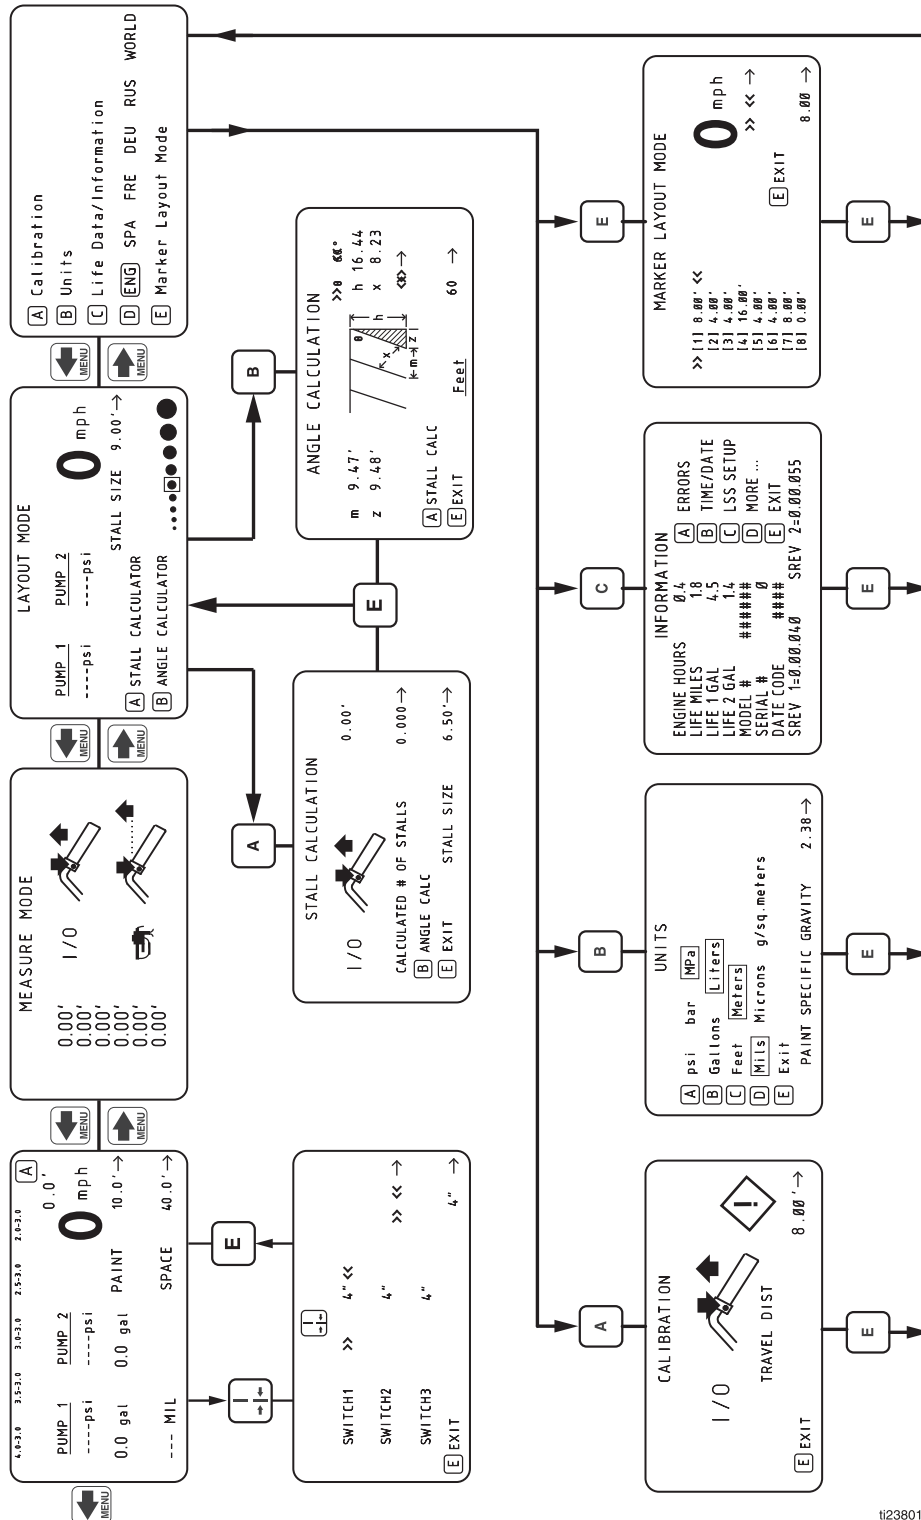 4.0-3.0 3.5-3.0 3.0-3.0 2.5-3.0 2.0-3.0
A
PUMP 1 PUMP 2 0.0'
----psi ----psi 0 mph
0.0 gal 0.0 gal PAINT 10.0'→
--- MIL SPACE 40.0'→
MENU
MENU
MENU
MEASURE MODE
0.00'
0.00'
0.00'
0.00'
0.00'
0.00'
I/O
MENU
MENU
LAYOUT MODE
PUMP 1 PUMP 2
----psi ----psi 0 mph
STALL SIZE 9.00'→
A STALL CALCULATOR
B ANGLE CALCULATOR
MENU
MENU
A Calibration
B Units
C Life Data/Information
D ENG SPA FRE DEU RUS WORLD
E Marker Layout Mode
E
SWITCH1 >> 4" <<
SWITCH2 4" >> << →
SWITCH3 4"
E EXIT 4" →
A
STALL CALCULATION
I/O 0.00'
CALCULATED # OF STALLS 0.000→
B ANGLE CALC
E EXIT STALL SIZE 6.50'→
E
B
ANGLE CALCULATION
m 9.47' h 16.44
z 9.48' x 8.23
θ h x m z
A STALL CALC 60 →
E EXIT Feet
A
CALIBRATION
I/O
!
TRAVEL DIST 8.00'→
E EXIT
E
B
UNITS
A psi bar MPa
B Gallons Liters
C Feet Meters
D Mils Microns g/sq.meters
E Exit
PAINT SPECIFIC GRAVITY 2.38→
E
C
INFORMATION
ENGINE HOURS 0.4 A ERRORS
LIFE MILES 1.8 B TIME/DATE
LIFE 1 GAL 4.5 C LSS SETUP
LIFE 2 GAL 1.4 D MORE ...
MODEL # ###### E EXIT
SERIAL # 0
DATE CODE ####
SREV 1=0.00.040 SREV 2=0.00.055
E
E
MARKER LAYOUT MODE
>> [1] 8.00' <<
[2] 4.00'
[3] 4.00'
[4] 16.00'
[5] 4.00'
[6] 4.00'
[7] 8.00'
[8] 0.00'
0 mph
>> << →
E EXIT
8.00 →
E
ti23801